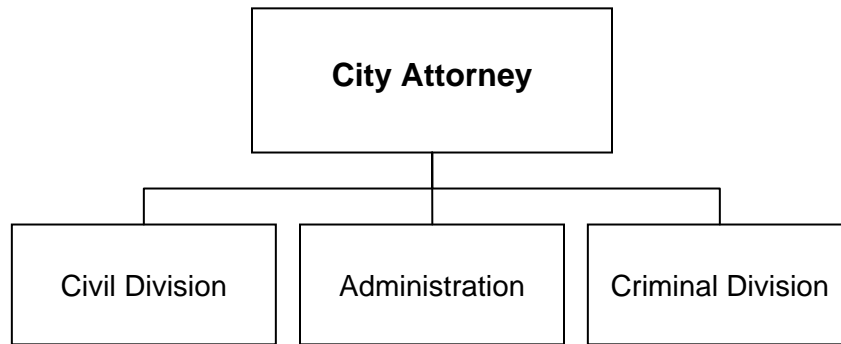 City Attorney
Civil Division
Administration
Criminal Division